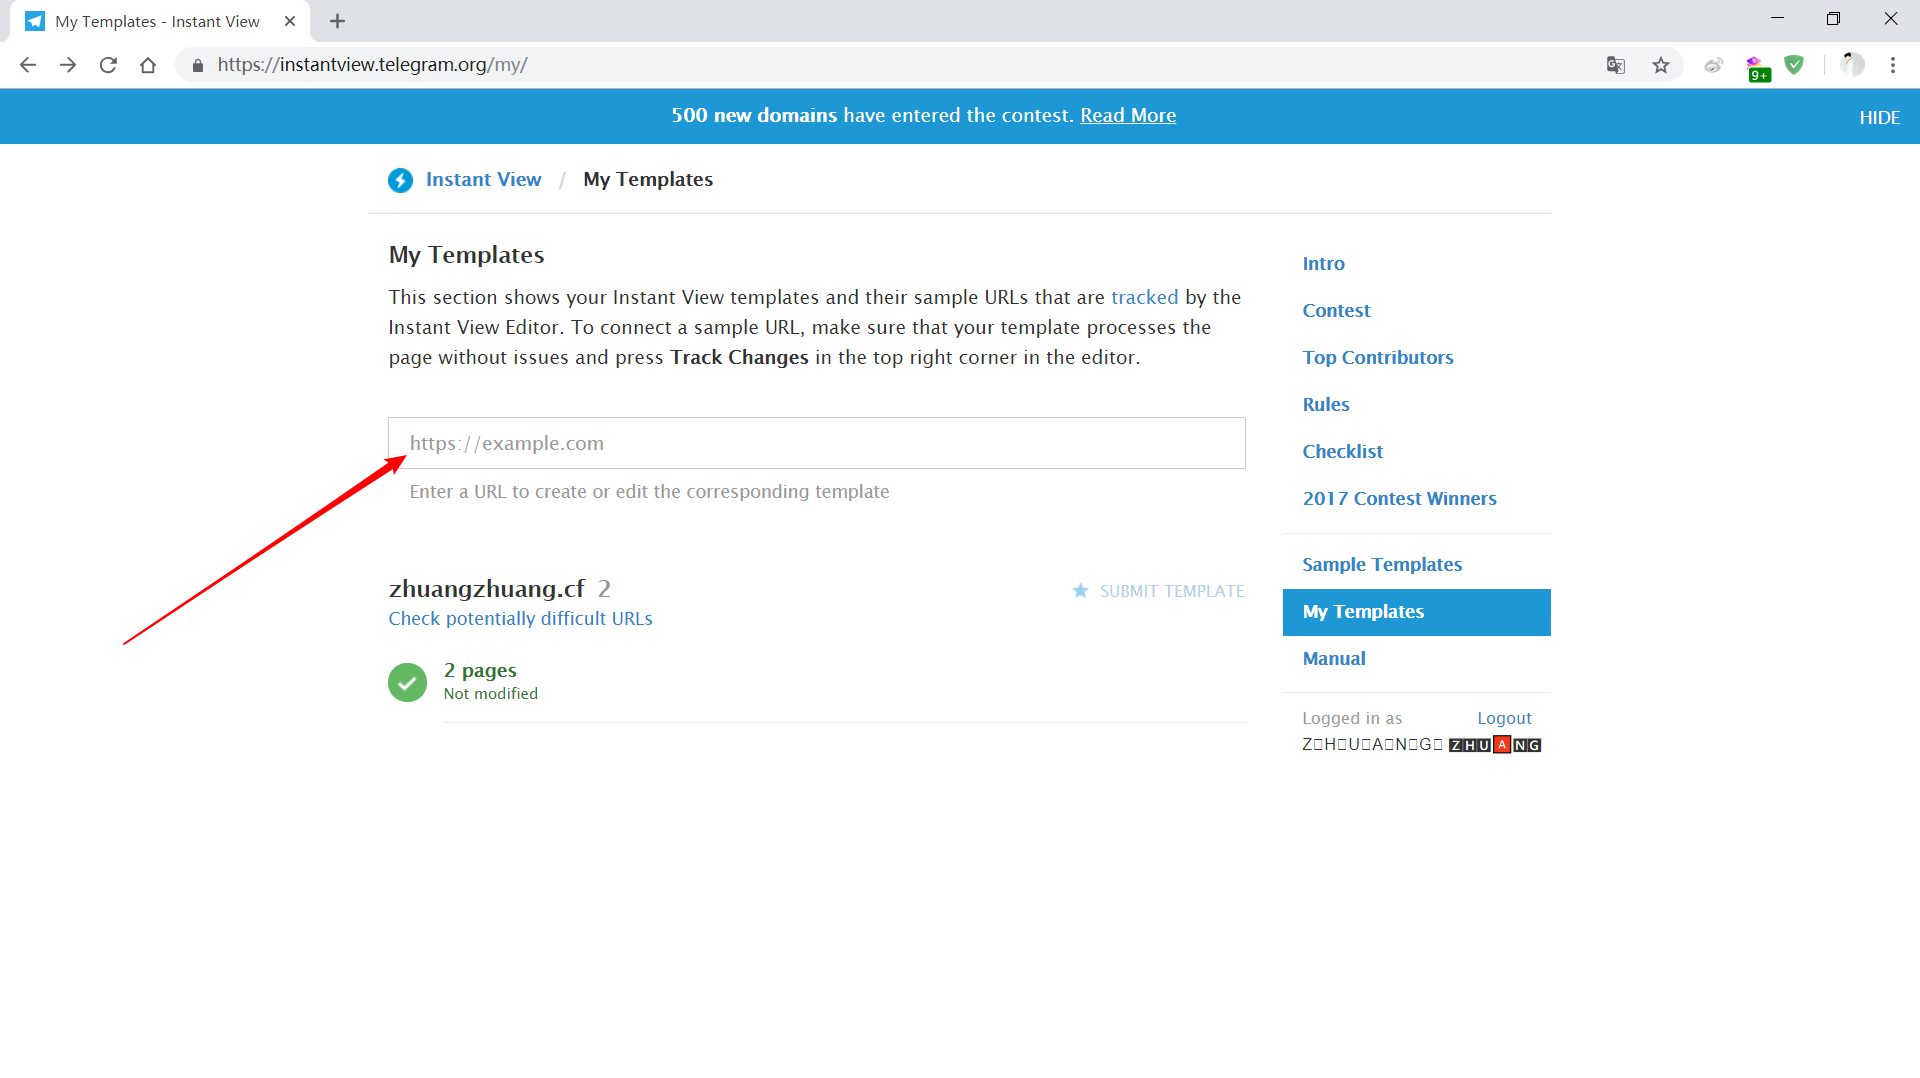 My Templates - Instant View
https://instantview.telegram.org/my/
9+
500 new domains have entered the contest. Read More
HIDE
Instant View / My Templates
My Templates
This section shows your Instant View templates and their sample URLs that are tracked by the
Instant View Editor. To connect a sample URL, make sure that your template processes the
page without issues and press Track Changes in the top right corner in the editor.
https://example.com
Enter a URL to create or edit the corresponding template
zhuangzhuang.cf 2
SUBMIT TEMPLATE
Check potentially difficult URLs
2 pages
Not modified
Intro
Contest
Top Contributors
Rules
Checklist
2017 Contest Winners
Sample Templates
My Templates
Manual
Logged in as
Logout
Z▯H▯U▯A▯N▯G▯ ZHUANG